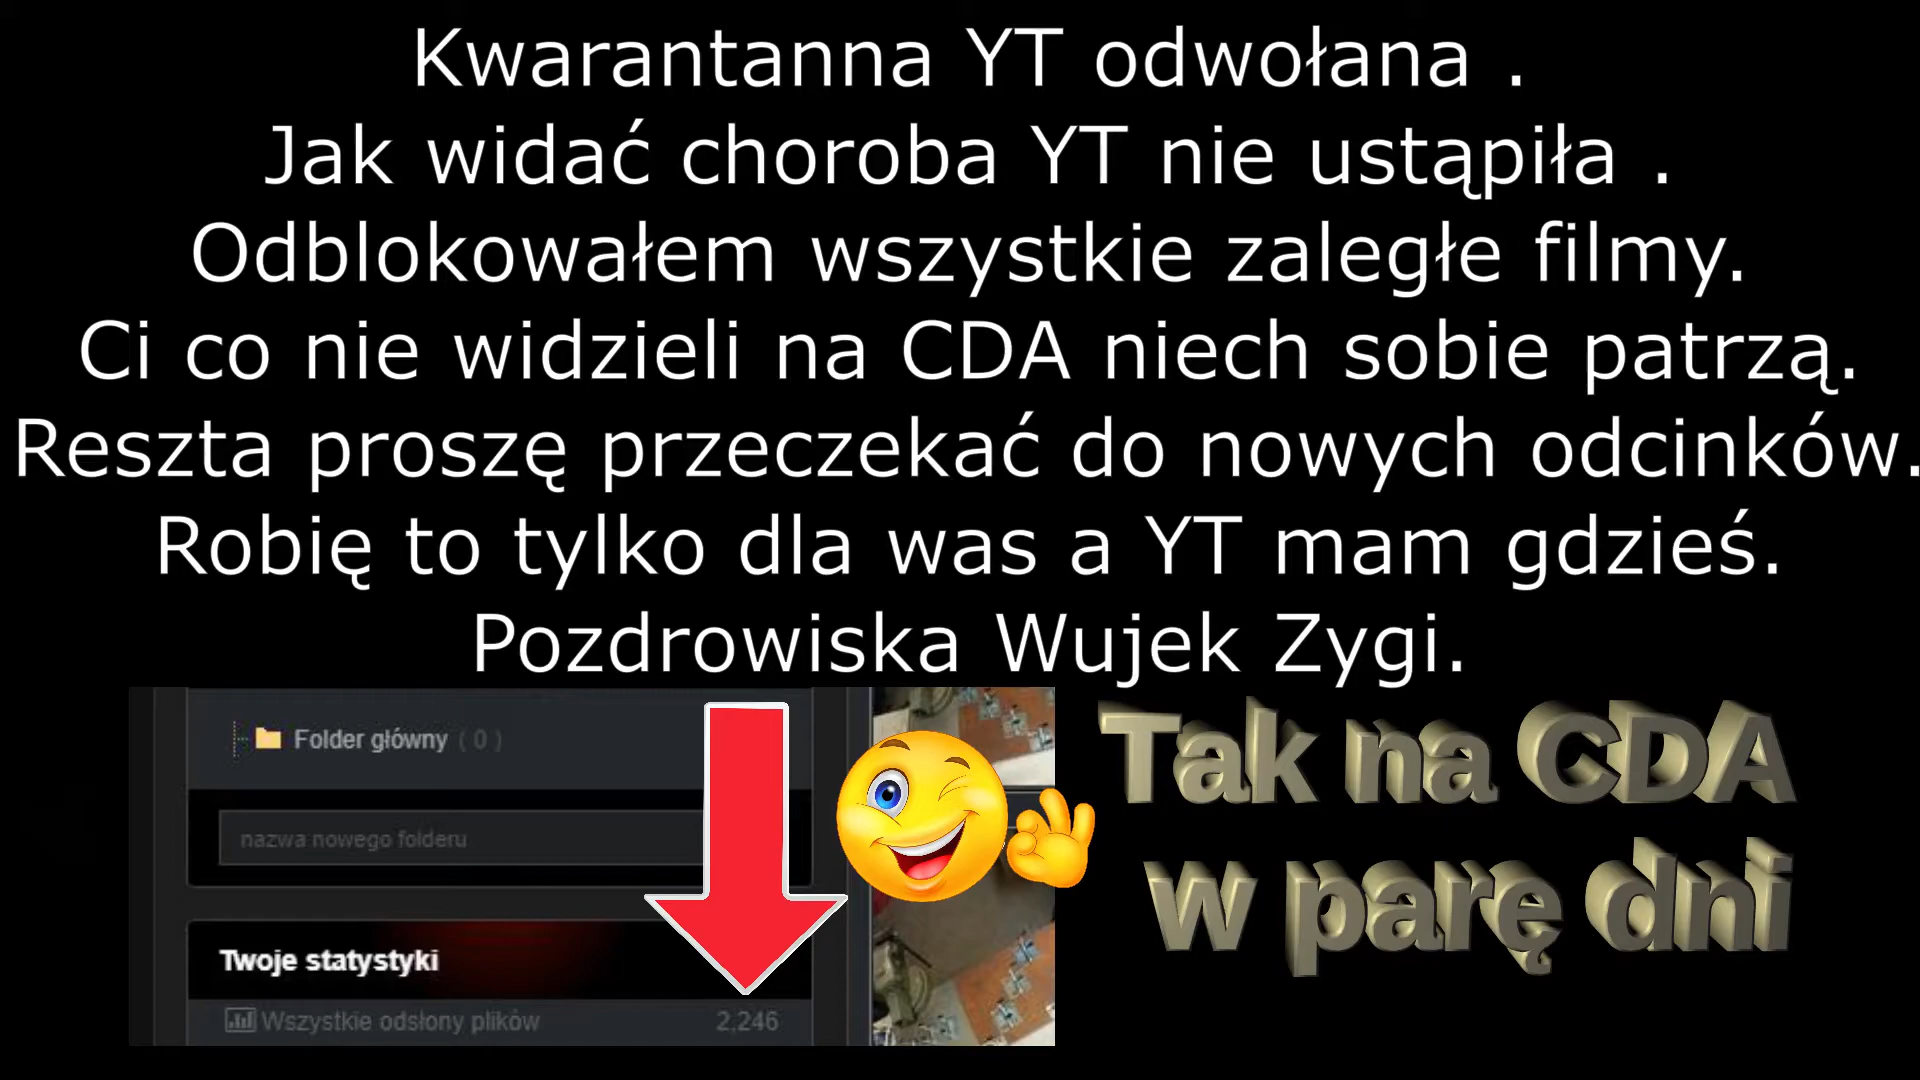 Kwarantanna YT odwołana .
Jak widać choroba YT nie ustąpiła .
Odblokowałem wszystkie zaległe filmy.
Ci co nie widzieli na CDA niech sobie patrzą.
Reszta proszę przeczekać do nowych odcinków.
Robię to tylko dla was a YT mam gdzieś.
Pozdrowiska Wujek Zygi.
Folder główny ( 0 )
nazwa nowego folderu
Twoje statystyki
Wszystkie odsłony plików 2,246
Tak na CDA
w parę dni